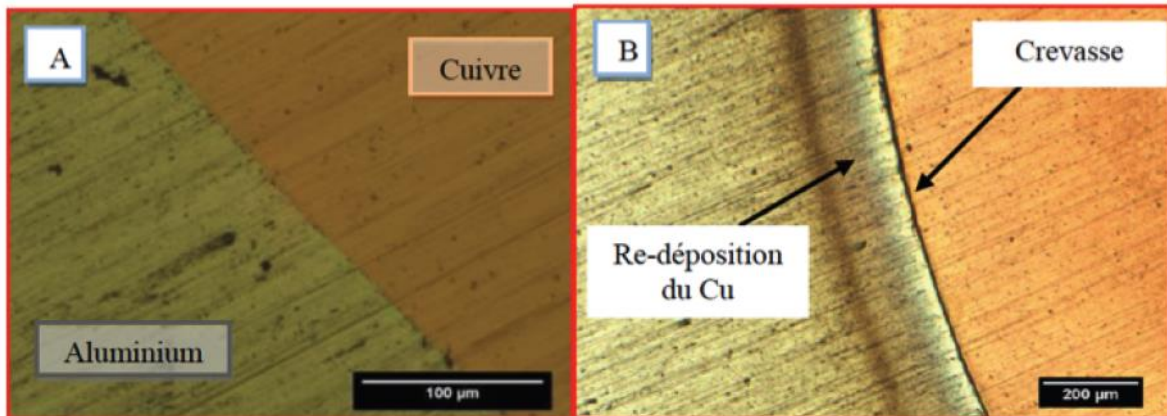 A
Cuivre
Aluminium
100 µm
B
Crevasse
Re-déposition
du Cu
200 µm